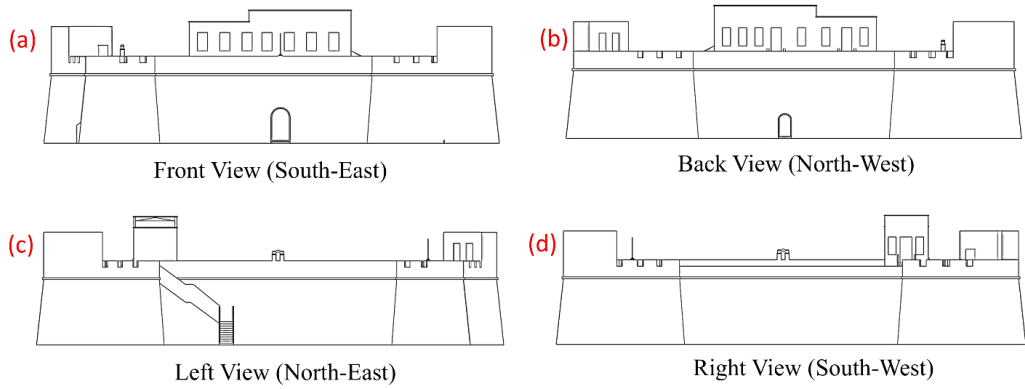 (a)
Front View (South-East)
(b)
Back View (North-West)
(c)
Left View (North-East)
(d)
Right View (South-West)